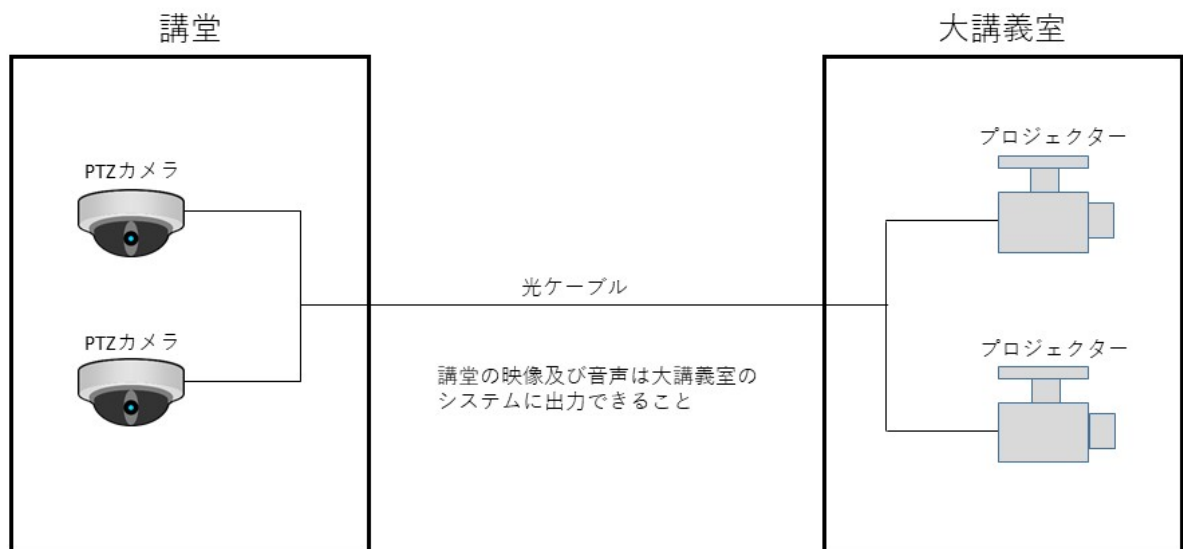 講堂
大講義室
PTZカメラ
プロジェクター
光ケーブル
PTZカメラ
プロジェクター
講堂の映像及び音声は大講義室の
システムに出力できること